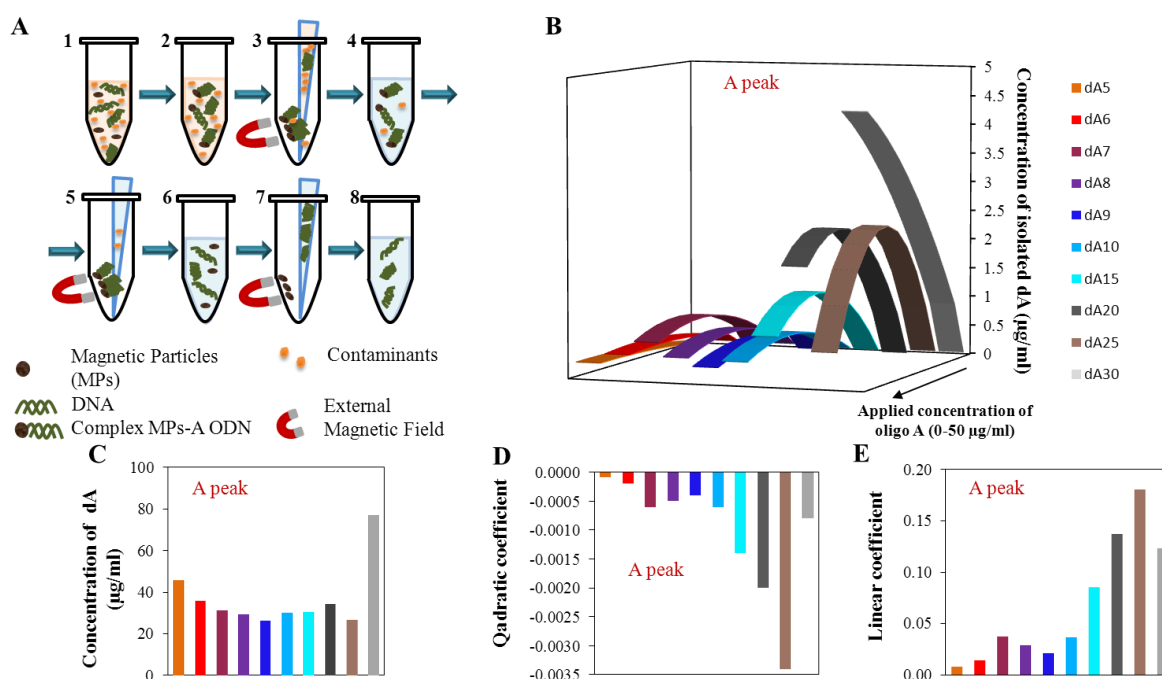 A
1
2
3
4
5
6
7
8
Magnetic Particles
(MPs)
Contaminants
DNA
Complex MPs-A ODN
External
Magnetic Field
B
A peak
5
4.5
4
3.5
3
2.5
2
1.5
1
0.5
0
Concentration of isolated dA (µg/ml)
Applied concentration of
oligo A (0-50 µg/ml)
dA5
dA6
dA7
dA8
dA9
dA10
dA15
dA20
dA25
dA30
C
A peak
Concentration of dA
(µg/ml)
100
80
60
40
20
0
D
A peak
Qadratic coefficient
0.0000
-0.0005
-0.0010
-0.0015
-0.0020
-0.0025
-0.0030
-0.0035
E
A peak
Linear coefficient
0.20
0.15
0.10
0.05
0.00